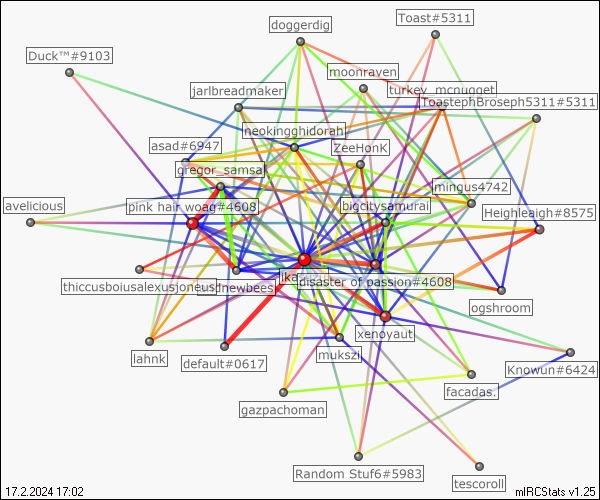 Toast#5311
doggerdig
Duck™#9103
moonraven
jarlbreadmaker
turkey_mcnugget
ToastephBroseph5311#5311
neokingghidorah
asad#6947
ZeeHonK
gregor_samsa
mingus4742
avelicious
pink hair woag#4608
bigcitysamurai
Heighleaigh#8575
thiccusboiusalexusjoneus
newbees
disaster of passion#4608
ogshroom
xenoyaut
lahnk
default#0617
mukszi
Knowun#6424
facadas.
gazpachoman
Random Stuf6#5983
tescoroll
17.2.2024 17:02
mIRCStats v1.25